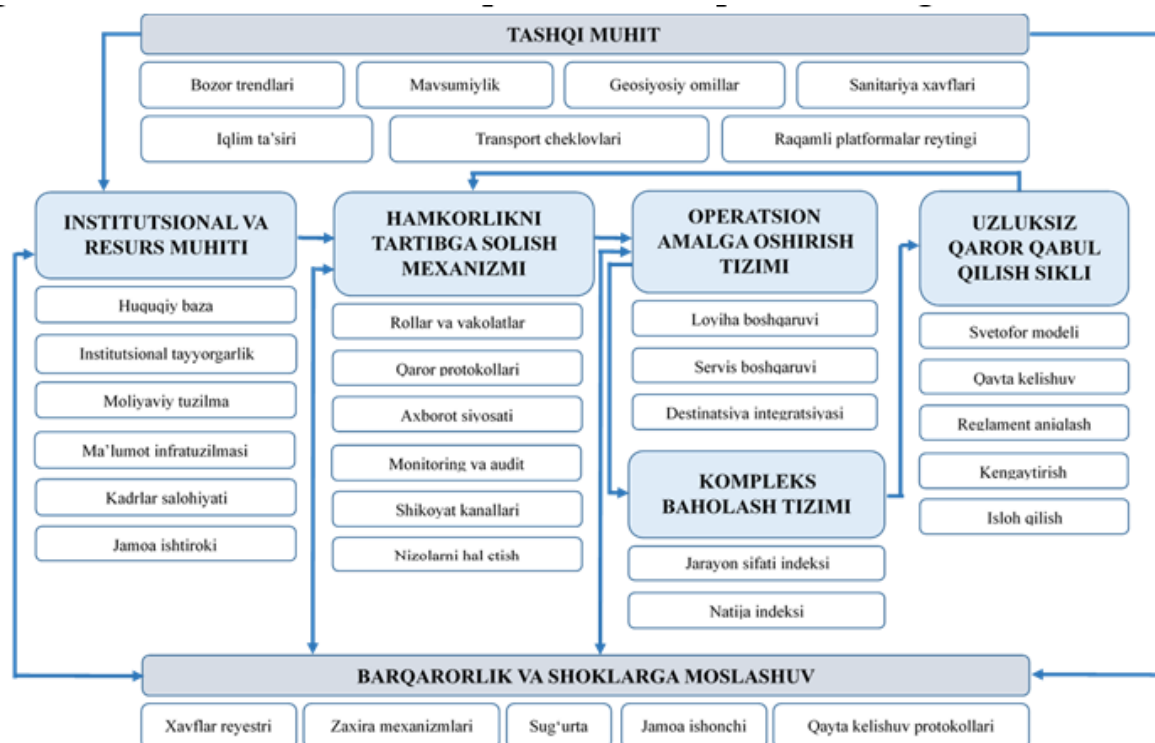 TASHQI MUHIT
Bozor trendlari
Mavsumiylik
Geosiyosiy omillar
Sanitariya xavflari
Iqlim ta’siri
Transport cheklovlari
Raqamli platformalar reytingi
INSTITUTSIONAL VA
RESURS MUHITI
Huquqiy baza
Institutsional tayyorgarlik
Moliyaviy tuzilma
Ma’lumot infratuzilmasi
Kadrlar salohiyati
Jamoa ishtiroki
HAMKORLIKNI
TARTIBGA SOLISH
MEXANIZMI
Rollar va vakolatlar
Qaror protokollari
Axborot siyosati
Monitoring va audit
Shikoyat kanallari
Nizolarni hal etish
OPERATSION
AMALGA OSHIRISH
TIZIMI
Loyiha boshqaruvi
Servis boshqaruvi
Destinatsiya integratsiyasi
KOMPLEKS
BAHOLASH TIZIMI
Jarayon sifati indeksi
Natija indeksi
UZLUKSIZ
QAROR QABUL
QILISH SIKLI
Svetofor modeli
Qayta kelishuv
Reglament aniqlash
Kengaytirish
Isloh qilish
BARQARORLIK VA SHOKLARGA MOSLASHUV
Xavflar reyestri
Zaxira mexanizmlari
Sug‘urta
Jamoa ishonchi
Qayta kelishuv protokollari